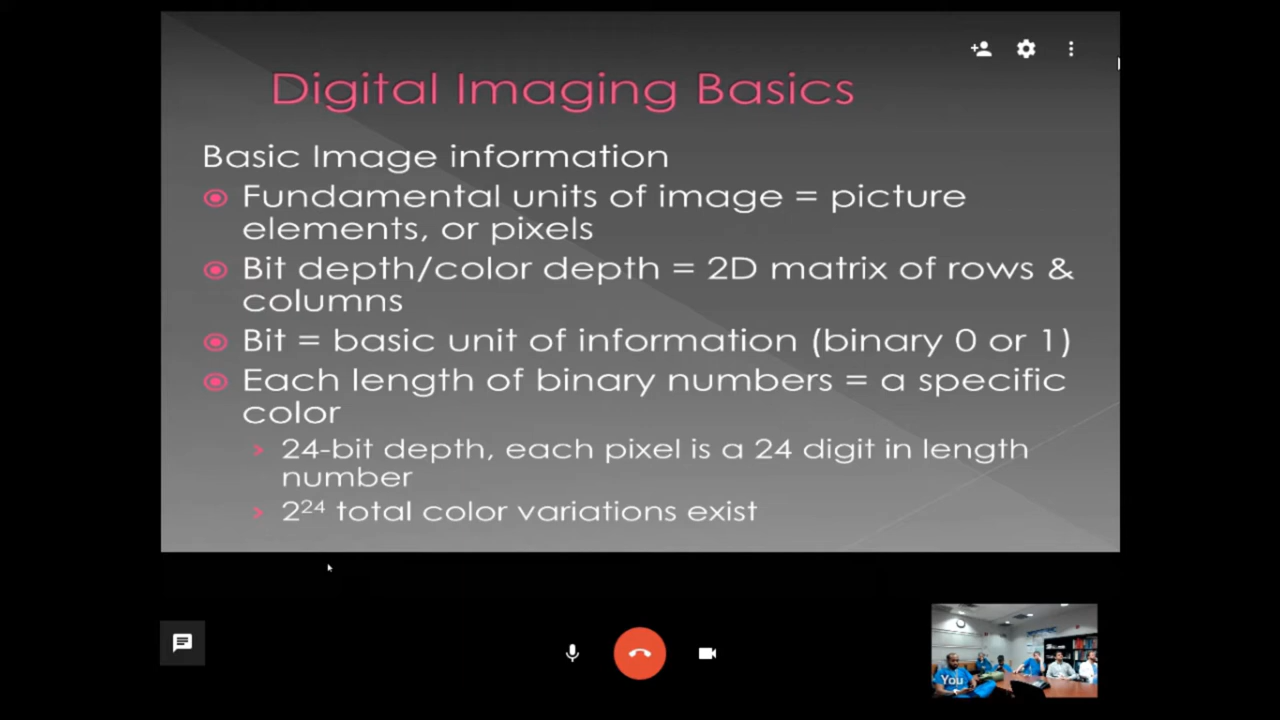 Digital Imaging Basics
Basic Image information
Fundamental units of image = picture
elements, or pixels
Bit depth/color depth = 2D matrix of rows &
columns
Bit = basic unit of information (binary 0 or 1)
Each length of binary numbers = a specific
color
24-bit depth, each pixel is a 24 digit in length
number
2²⁴ total color variations exist
You